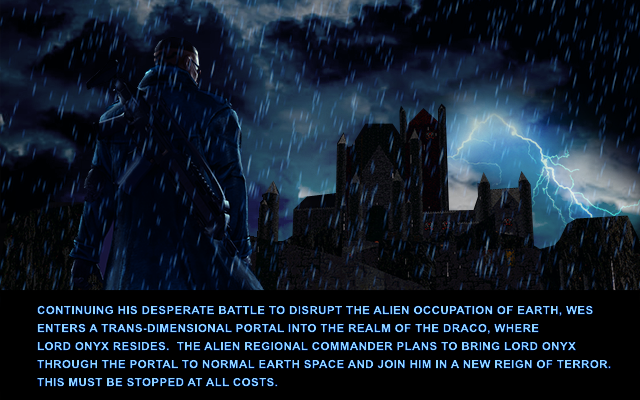 CONTINUING HIS DESPERATE BATTLE TO DISRUPT THE ALIEN OCCUPATION OF EARTH, WES
ENTERS A TRANS-DIMENSIONAL PORTAL INTO THE REALM OF THE DRACO, WHERE
LORD ONYX RESIDES.  THE ALIEN REGIONAL COMMANDER PLANS TO BRING LORD ONYX
THROUGH THE PORTAL TO NORMAL EARTH SPACE AND JOIN HIM IN A NEW REIGN OF TERROR.
THIS MUST BE STOPPED AT ALL COSTS.